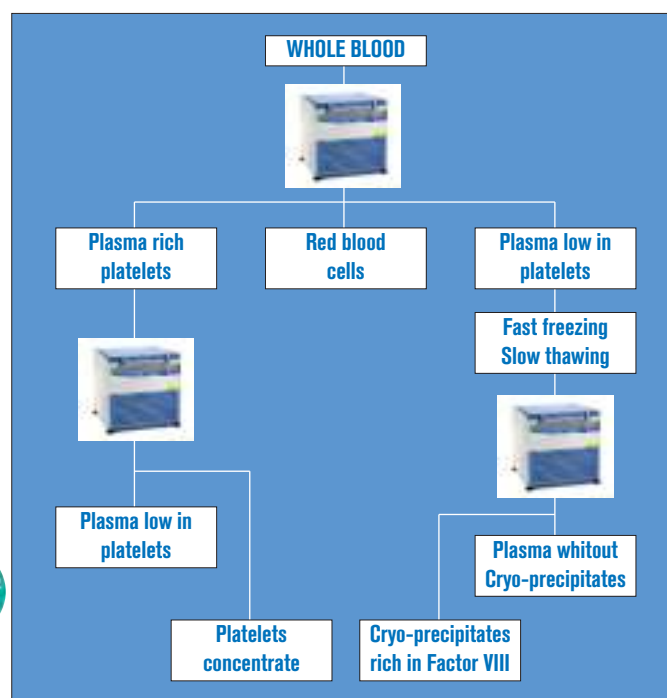 WHOLE BLOOD
Plasma rich
platelets
Red blood
cells
Plasma low in
platelets
Fast freezing
Slow thawing
Plasma low in
platelets
Plasma whitout
Cryo-precipitates
Platelets
concentrate
Cryo-precipitates
rich in Factor VIII